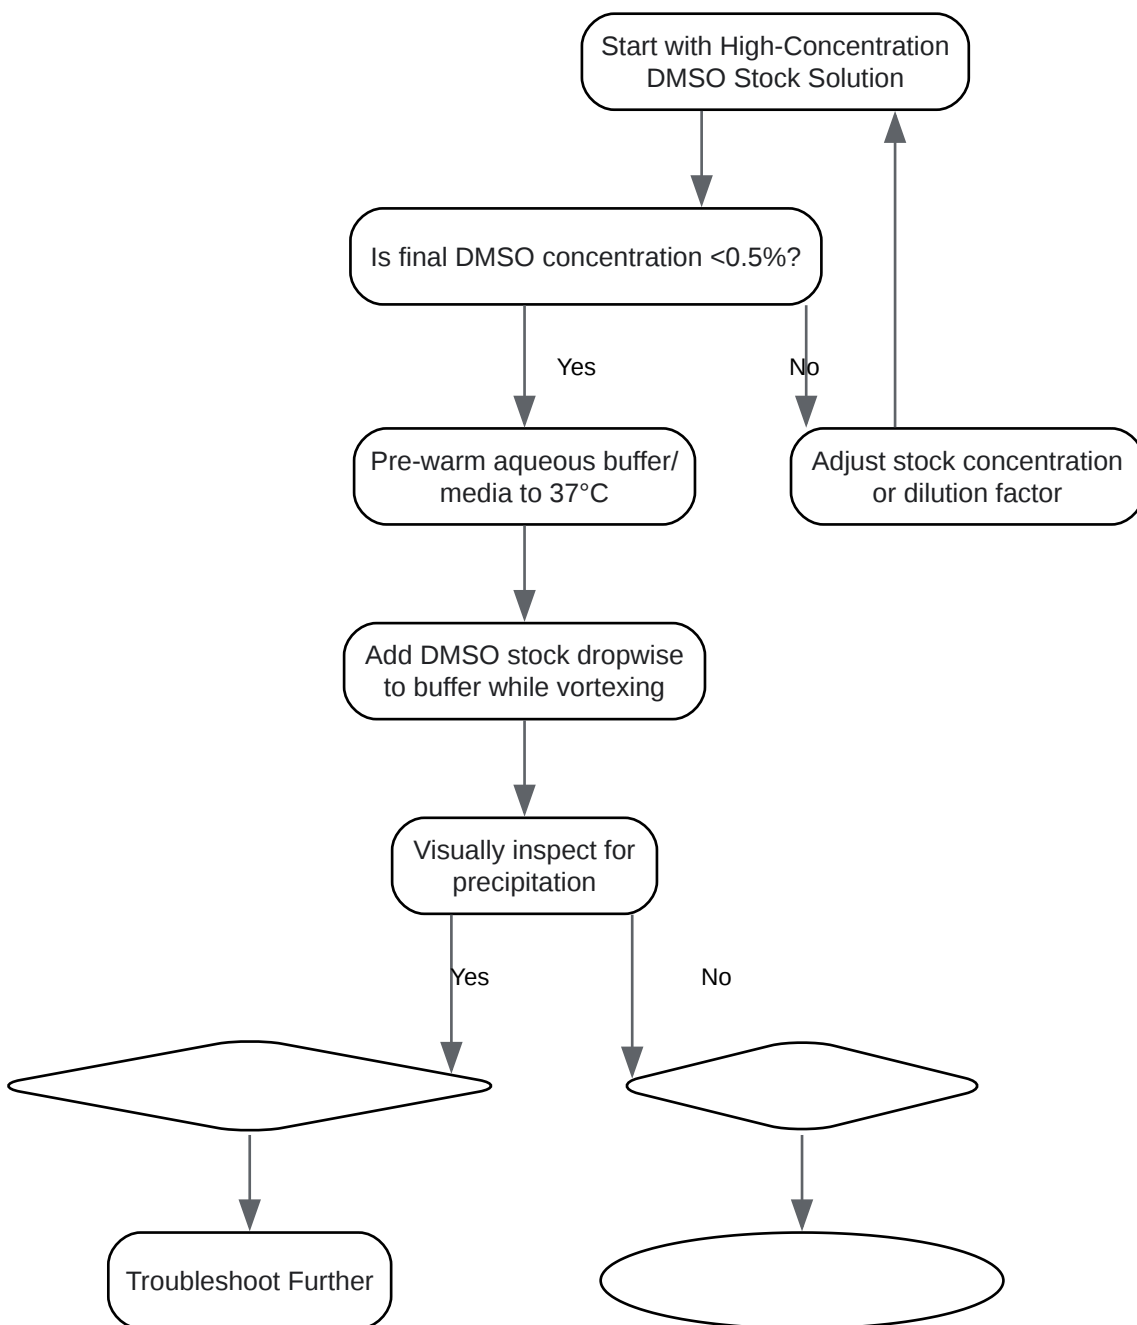 Start with High-Concentration
DMSO Stock Solution
Is final DMSO concentration <0.5%?
Yes
No
Pre-warm aqueous buffer/
media to 37°C
Adjust stock concentration
or dilution factor
Add DMSO stock dropwise
to buffer while vortexing
Visually inspect for
precipitation
Yes
No
Troubleshoot Further